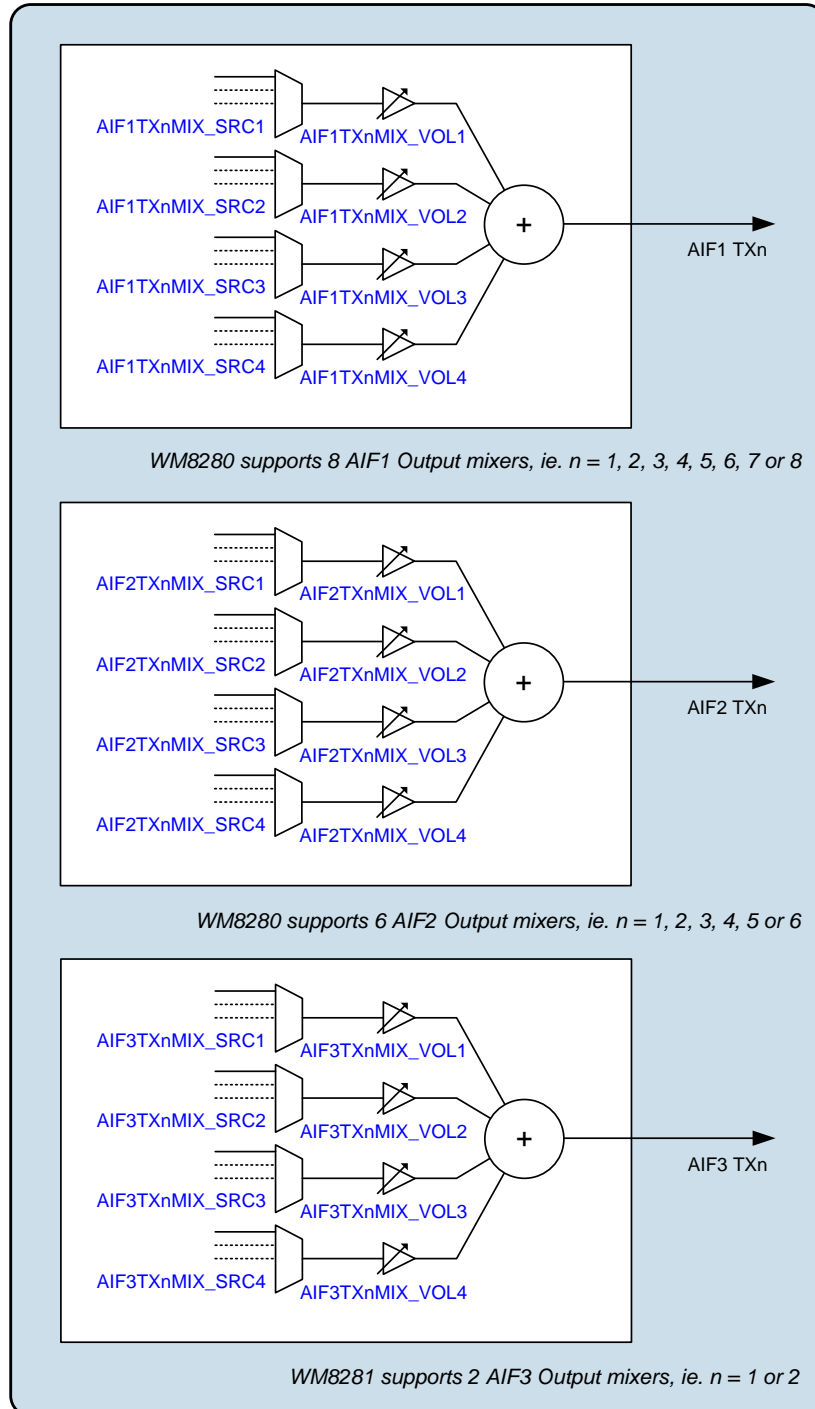 AIF1TXnMIX_SRC1
AIF1TXnMIX_VOL1
AIF1TXnMIX_SRC2
AIF1TXnMIX_VOL2
+
AIF1 TXn
AIF1TXnMIX_SRC3
AIF1TXnMIX_VOL3
AIF1TXnMIX_SRC4
AIF1TXnMIX_VOL4
WM8280 supports 8 AIF1 Output mixers, ie. n = 1, 2, 3, 4, 5, 6, 7 or 8
AIF2TXnMIX_SRC1
AIF2TXnMIX_VOL1
AIF2TXnMIX_SRC2
AIF2TXnMIX_VOL2
+
AIF2 TXn
AIF2TXnMIX_SRC3
AIF2TXnMIX_VOL3
AIF2TXnMIX_SRC4
AIF2TXnMIX_VOL4
WM8280 supports 6 AIF2 Output mixers, ie. n = 1, 2, 3, 4, 5 or 6
AIF3TXnMIX_SRC1
AIF3TXnMIX_VOL1
AIF3TXnMIX_SRC2
AIF3TXnMIX_VOL2
+
AIF3 TXn
AIF3TXnMIX_SRC3
AIF3TXnMIX_VOL3
AIF3TXnMIX_SRC4
AIF3TXnMIX_VOL4
WM8281 supports 2 AIF3 Output mixers, ie. n = 1 or 2